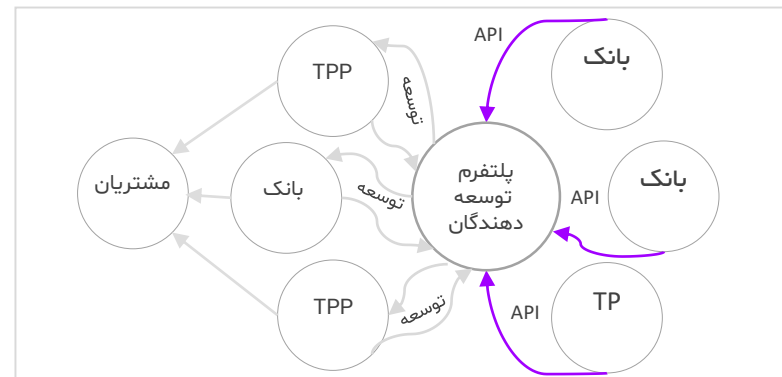 API
بانک
TPP
توسعه
پلتفرم
توسعه
دهندگان
API
بانک
بانک
توسعه
مشتریان
TPP
توسعه
API
TP